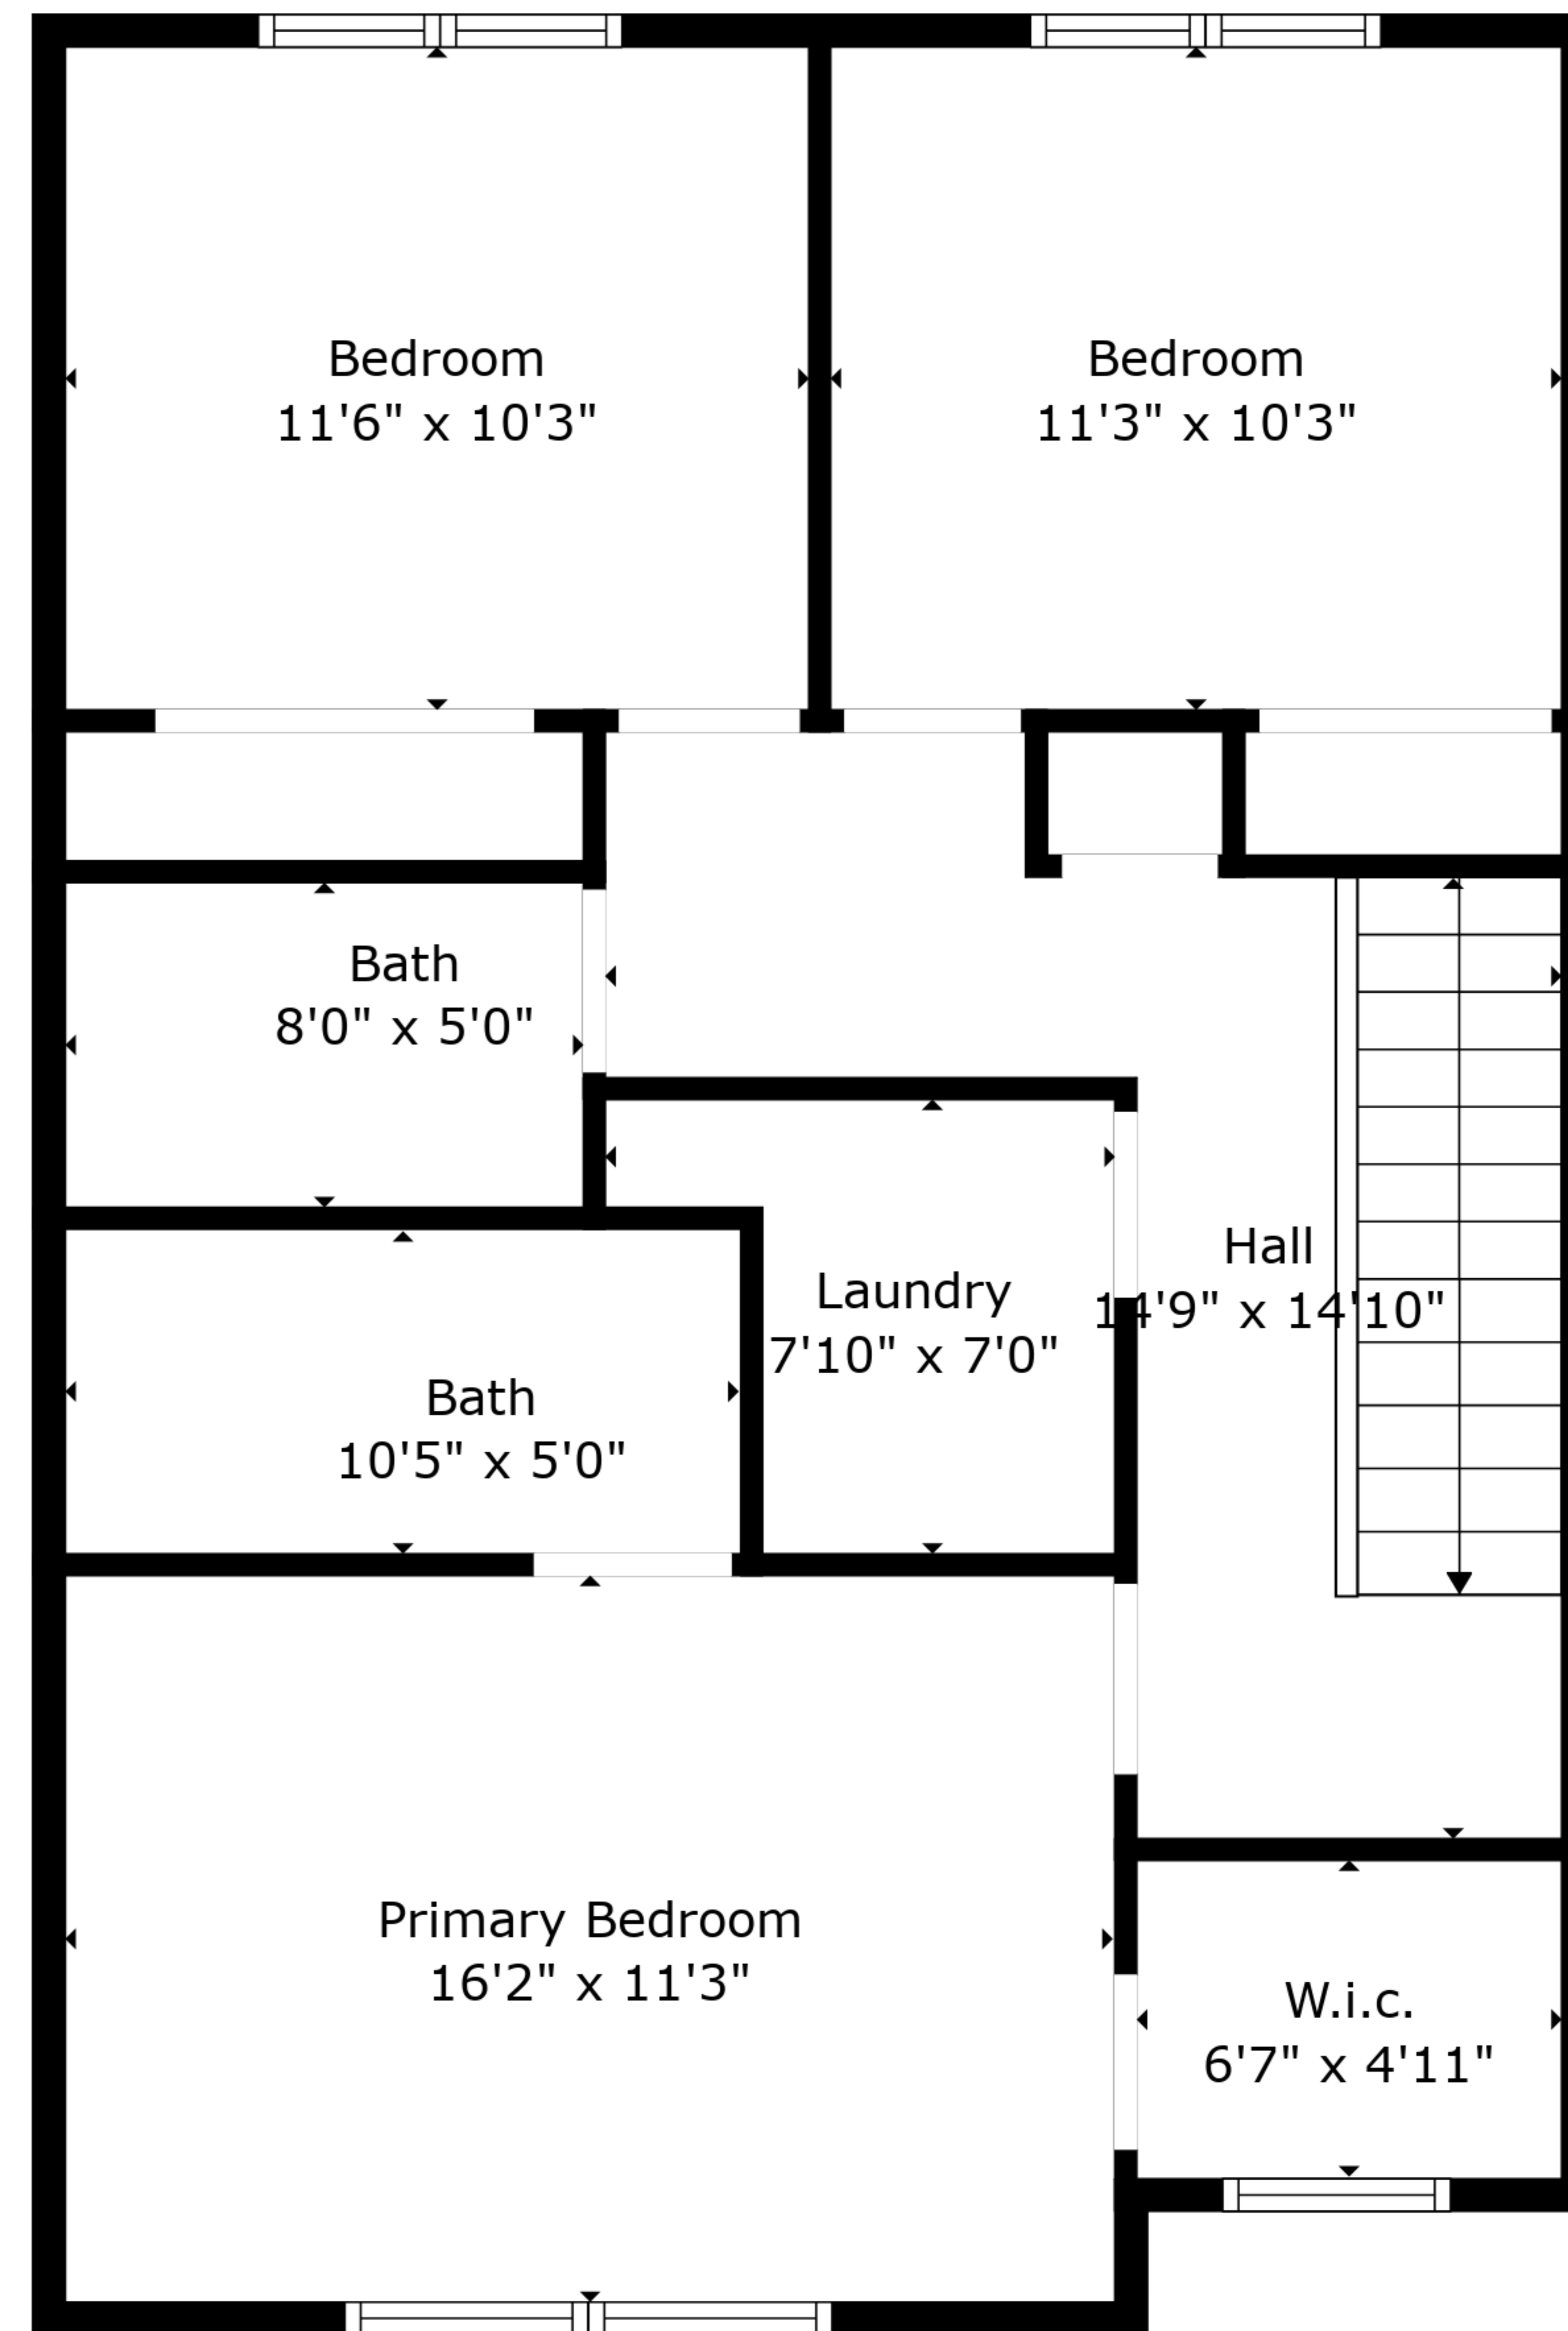 Bedroom
11'6" x 10'3"
Bedroom
11'3" x 10'3"
Bath
8'0" x 5'0"
Hall
14'9" x 14'10"
Laundry
7'10" x 7'0"
Bath
10'5" x 5'0"
Primary Bedroom
16'2" x 11'3"
W.i.c.
6'7" x 4'11"